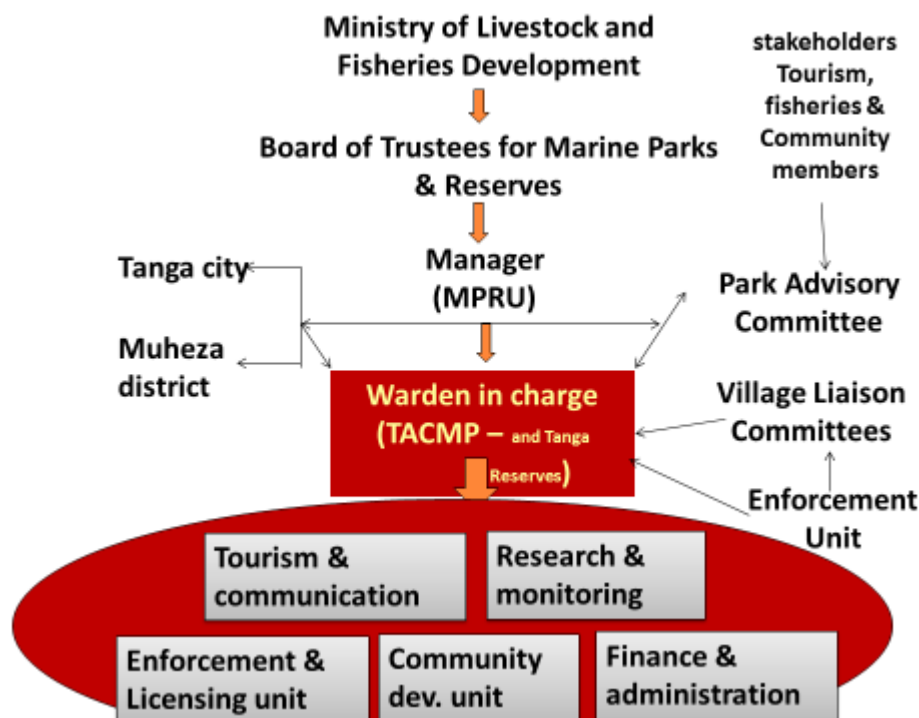 Ministry of Livestock and
Fisheries Development
stakeholders
Tourism,
fisheries &
Community
members
Board of Trustees for Marine Parks
& Reserves
Tanga city
Manager
(MPRU)
Park Advisory
Committee
Muheza
district
Warden in charge
(TACMP – and Tanga
Reserves)
Village Liaison
Committees
Enforcement
Unit
Tourism &
communication
Research &
monitoring
Enforcement &
Licensing unit
Community
dev. unit
Finance &
administration